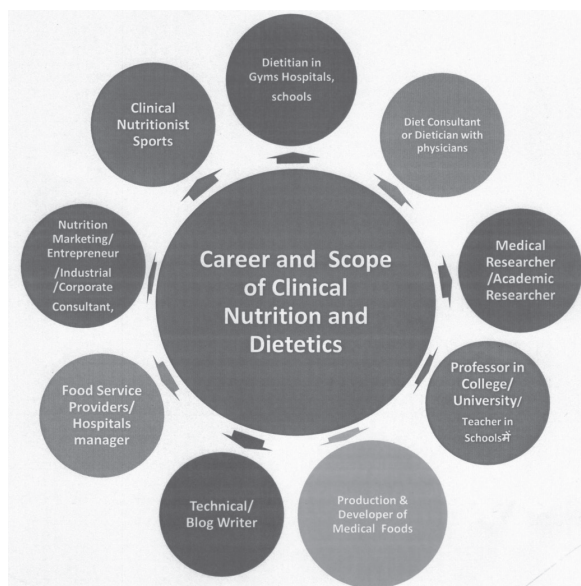 Career and Scope
of Clinical
Nutrition and
Dietetics
Dietitian in
Gyms Hospitals,
schools
Diet Consultant
or Dietician with
physicians
Medical
Researcher
/Academic
Researcher
Professor in
College/
University/
Teacher in
Schoolsमें
Production &
Developer of
Medical Foods
Technical/
Blog Writer
Food Service
Providers/
Hospitals
manager
Nutrition
Marketing/
Entrepreneur
/Industrial
/Corporate
Consultant,
Clinical
Nutritionist
Sports